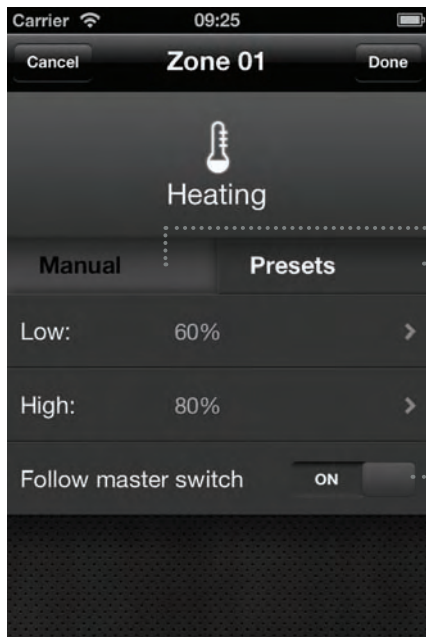 Carrier 09:25
Cancel Zone 01 Done
Heating
Manual Presets
Low: 60%
High: 80%
Follow master switch ON